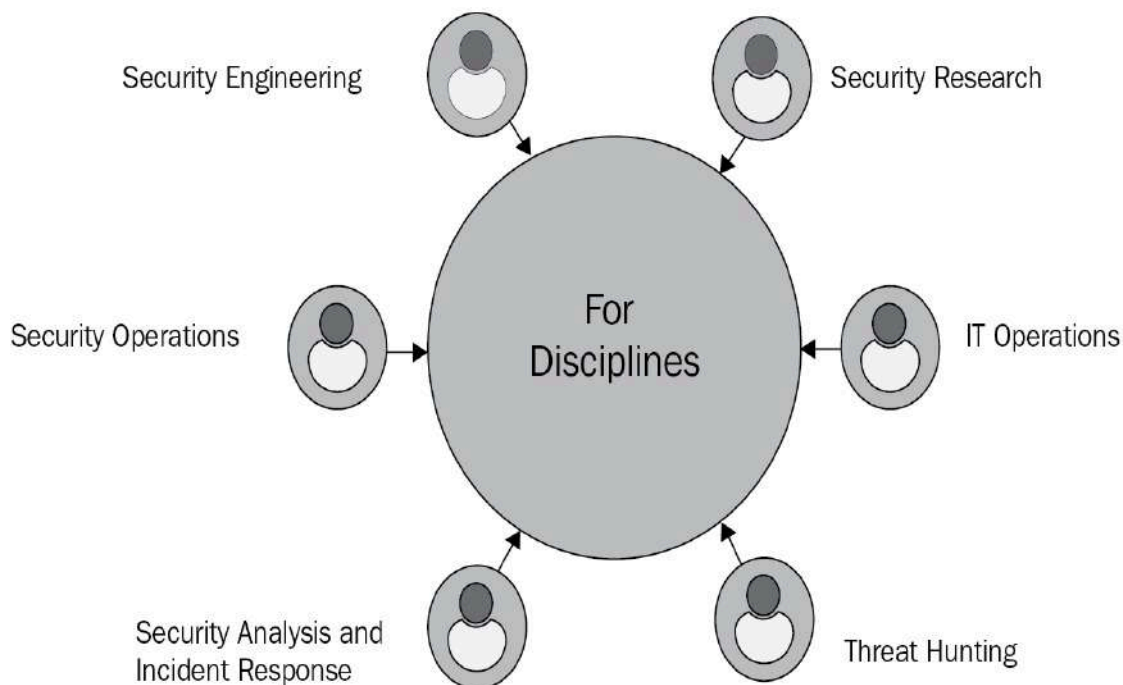 Security Engineering
Security Research
For
Disciplines
Security Operations
IT Operations
Security Analysis and
Incident Response
Threat Hunting